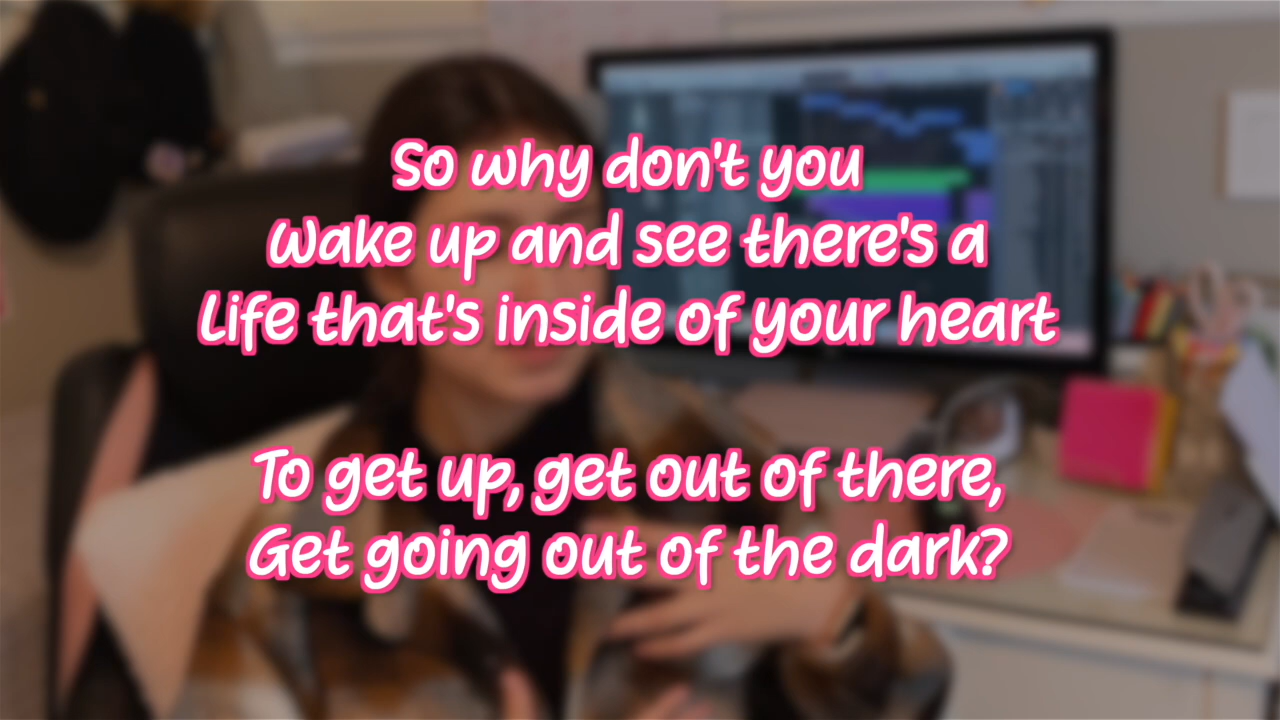 So why don't you
Wake up and see there's a
Life that's inside of your heart
To get up, get out of there,
Get going out of the dark?